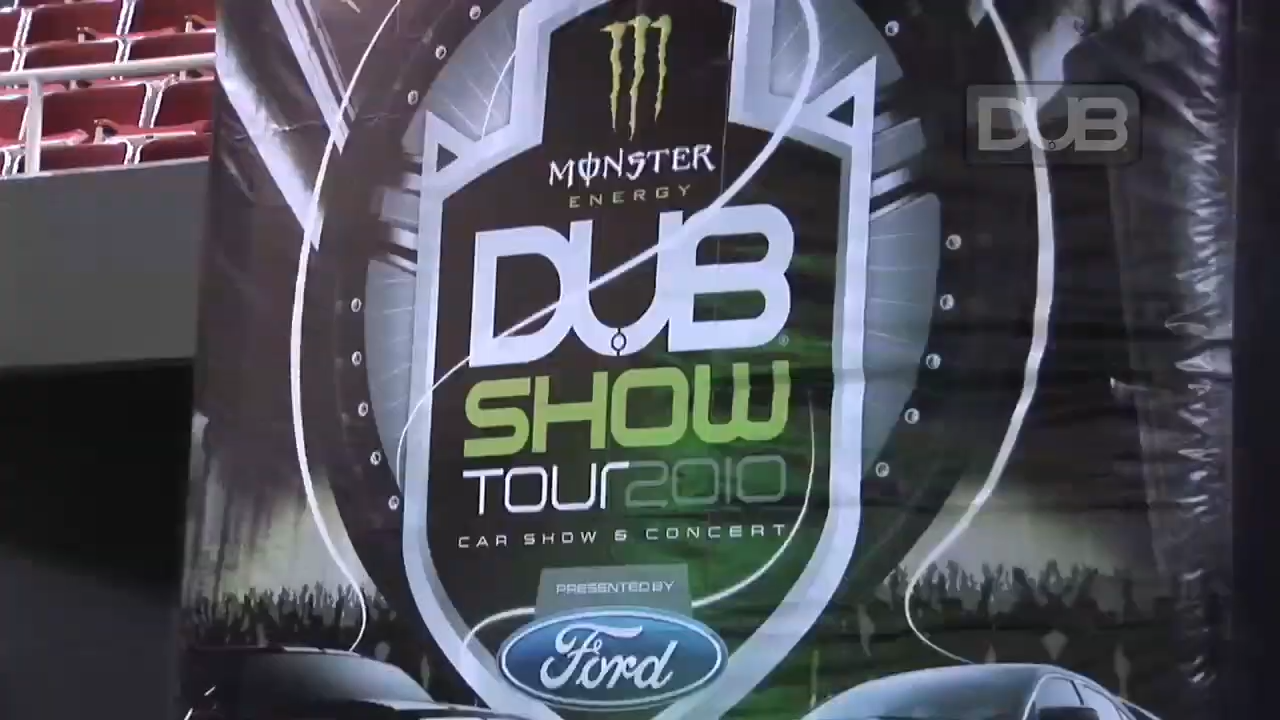 MONSTER
ENERGY
DUB
DUB®
SHOW
TOUR2010
CAR SHOW & CONCERT
PRESENTED BY
Ford